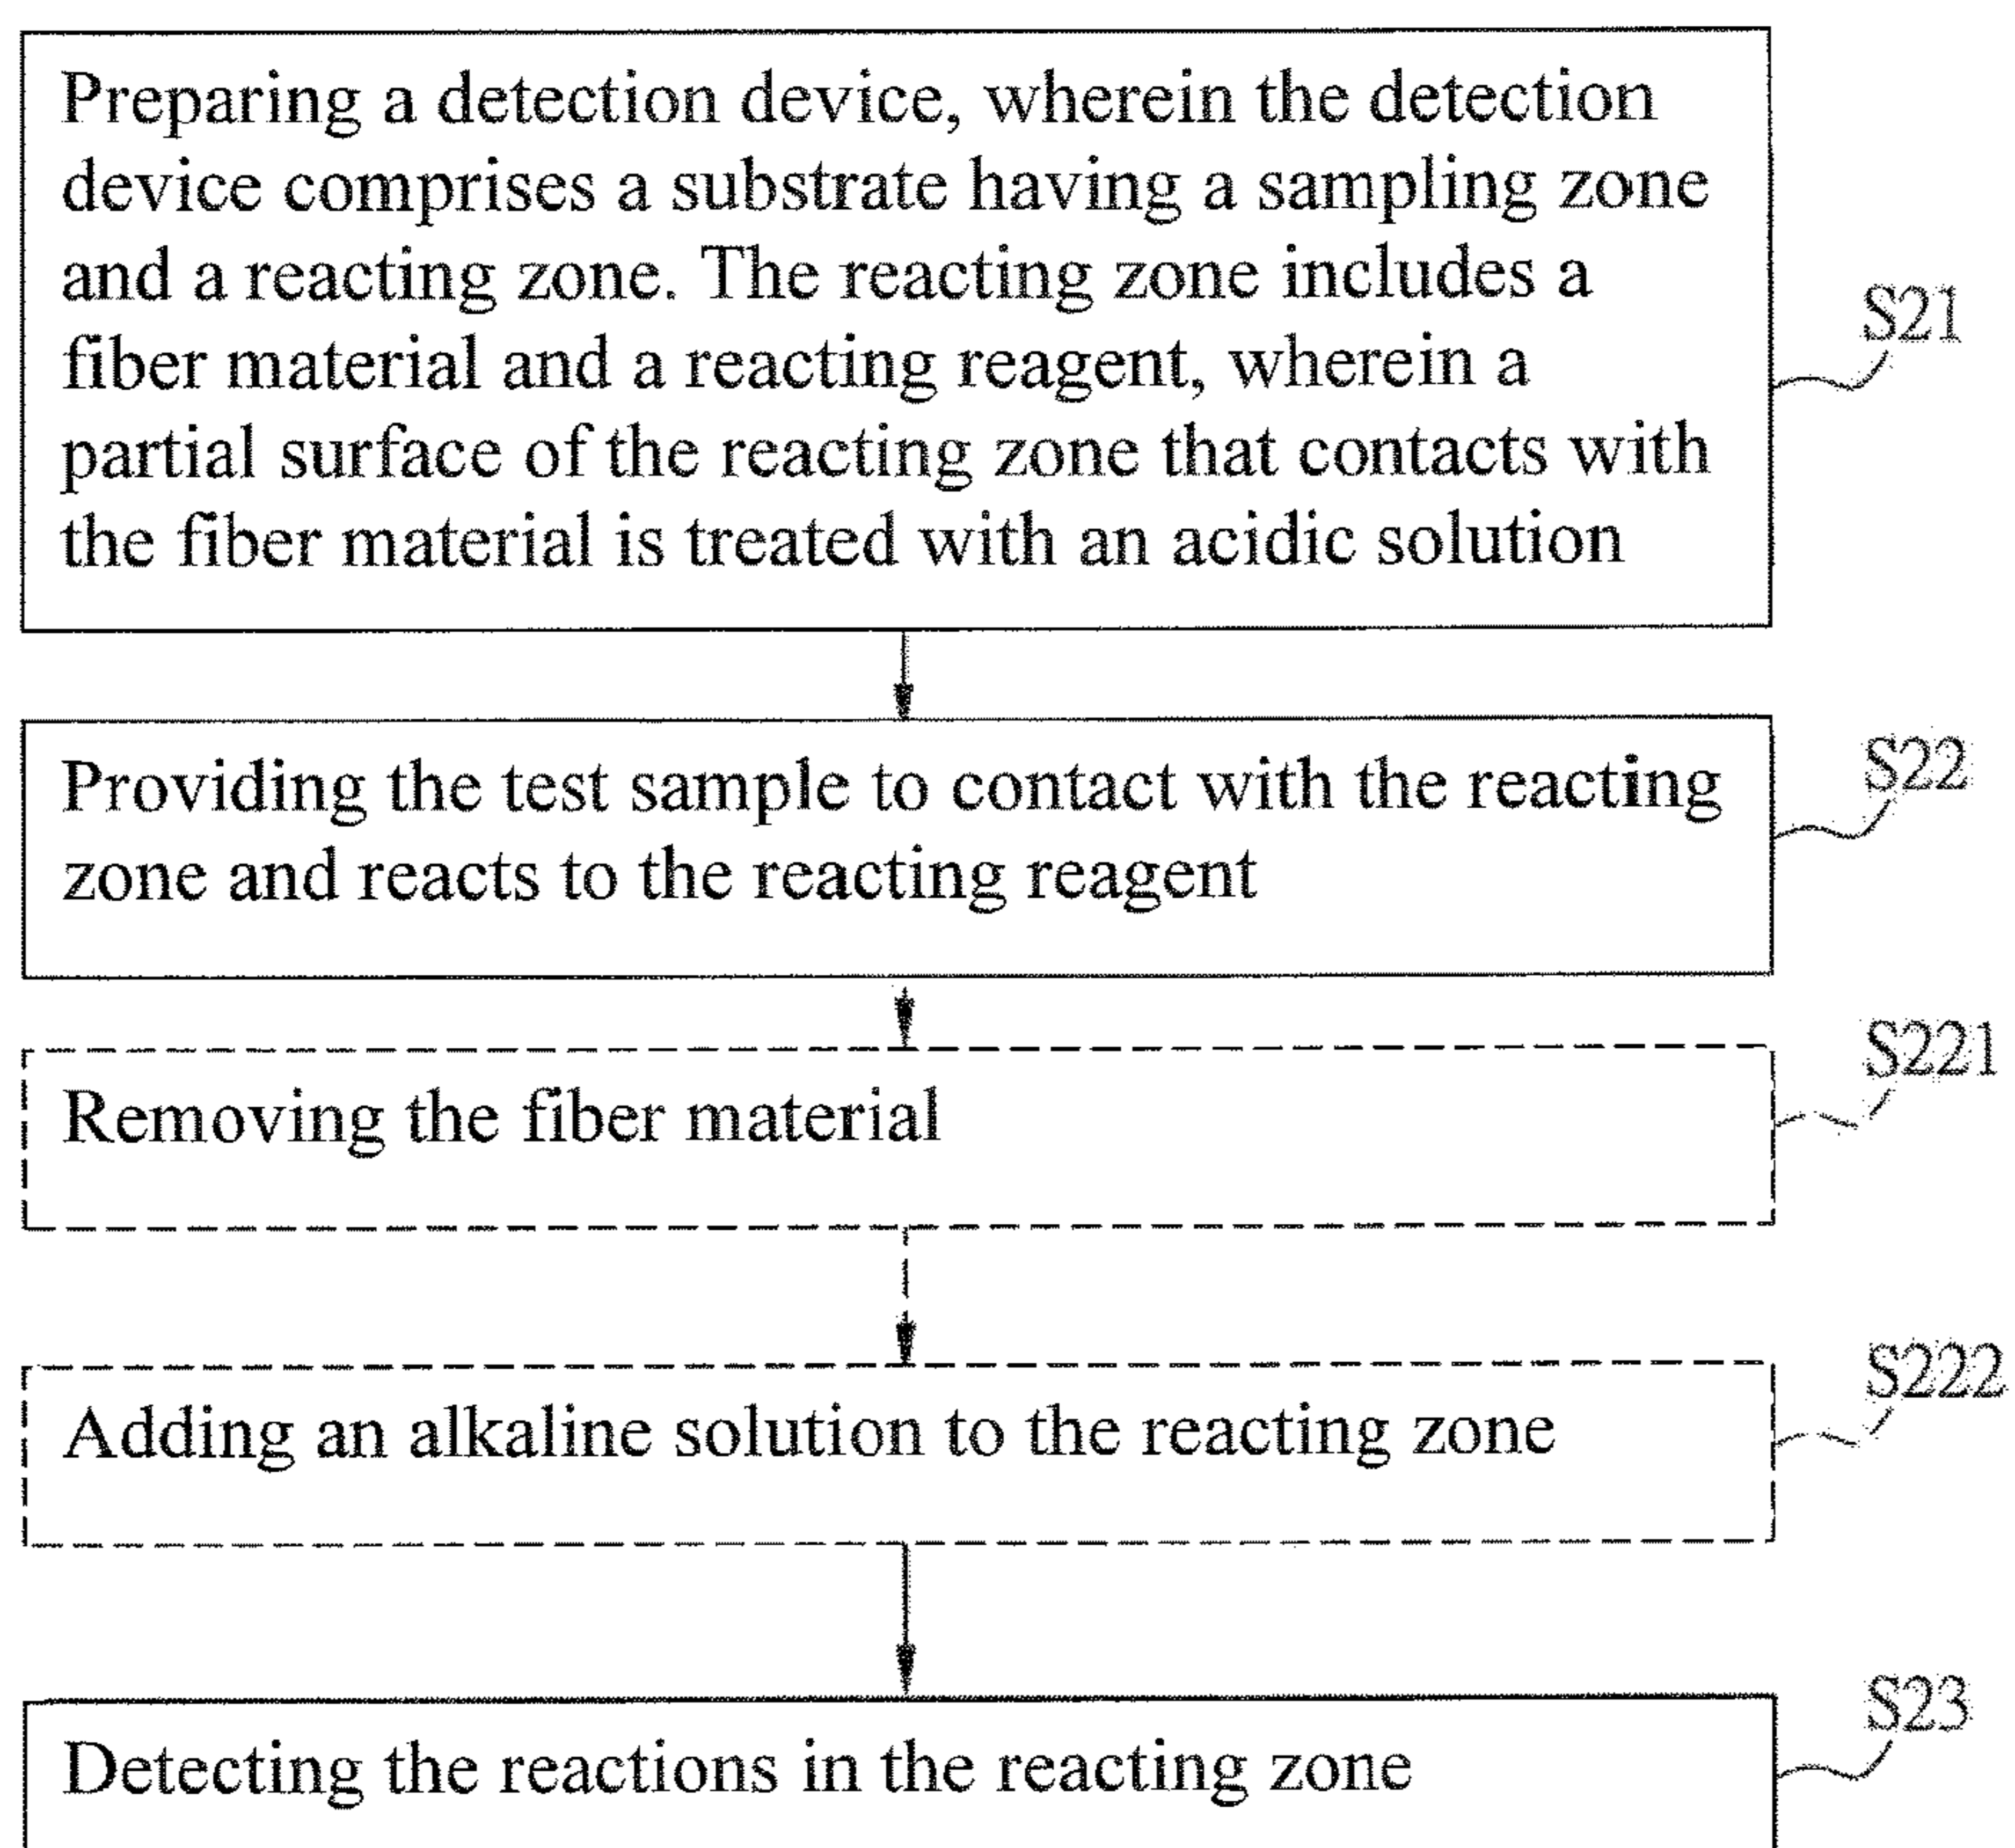 Preparing a detection device, wherein the detection
device comprises a substrate having a sampling zone
and a reacting zone. The reacting zone includes a
fiber material and a reacting reagent, wherein a
partial surface of the reacting zone that contacts with
the fiber material is treated with an acidic solution
S21
Providing the test sample to contact with the reacting
zone and reacts to the reacting reagent
S22
Removing the fiber material
S221
Adding an alkaline solution to the reacting zone
S222
Detecting the reactions in the reacting zone
S23